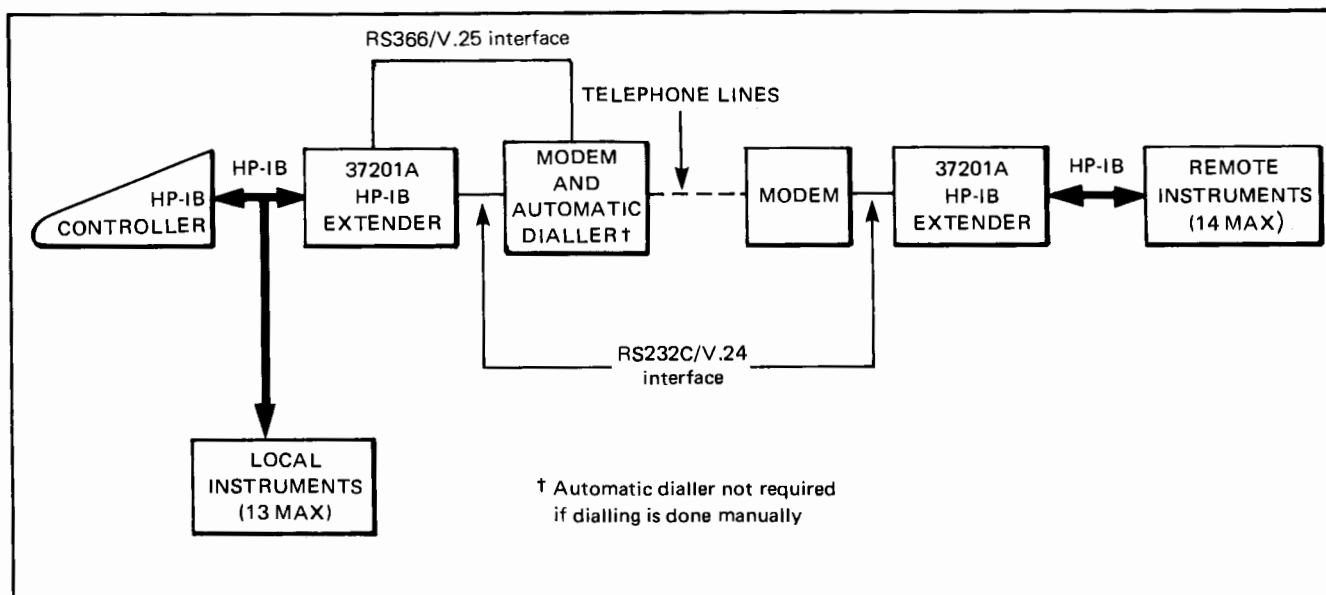 RS366/V.25 interface
TELEPHONE LINES
HP-IB
CONTROLLER
HP-IB
37201A
HP-IB
EXTENDER
MODEM
AND
AUTOMATIC
DIALLER†
MODEM
37201A
HP-IB
EXTENDER
HP-IB
REMOTE
INSTRUMENTS
(14 MAX)
RS232C/V.24
interface
LOCAL
INSTRUMENTS
(13 MAX)
† Automatic dialler not required
if dialling is done manually